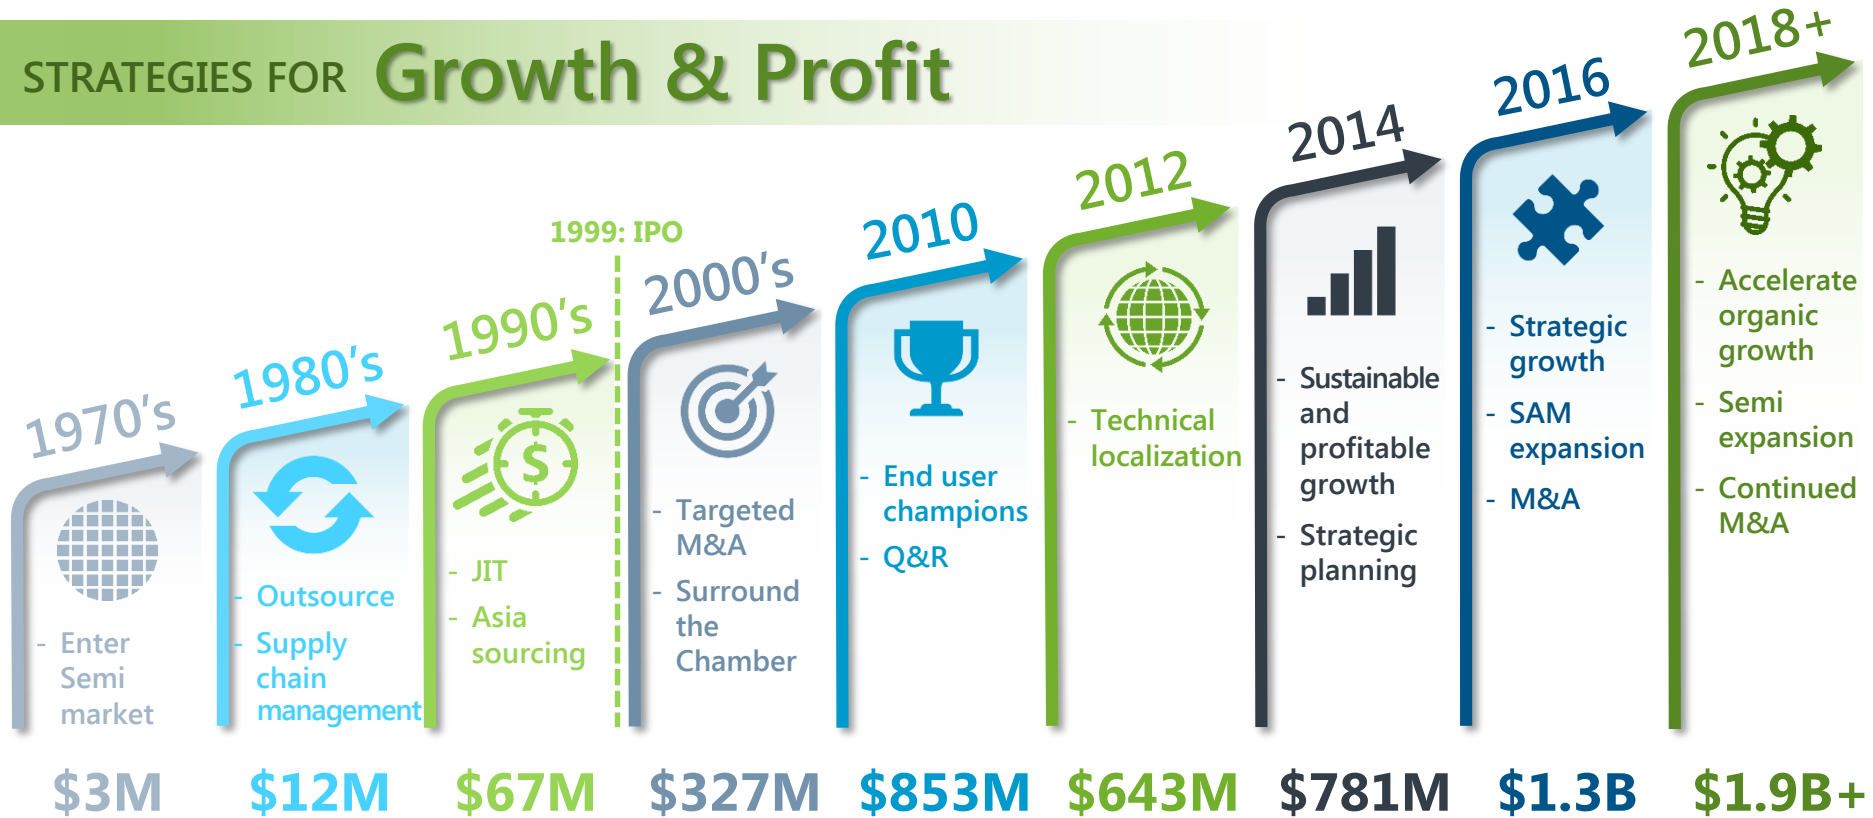 STRATEGIES FOR Growth & Profit
1970's
- Enter
Semi
market
$3M
1980's
- Outsource
- Supply
chain
management
$12M
1990's
- JIT
- Asia
sourcing
$67M
1999: IPO
2000's
- Targeted
M&A
- Surround
the
Chamber
$327M
2010
- End user
champions
- Q&R
$853M
2012
- Technical
localization
$643M
2014
- Sustainable
and
profitable
growth
- Strategic
planning
$781M
2016
- Strategic
growth
- SAM
expansion
- M&A
$1.3B
2018+
- Accelerate
organic
growth
- Semi
expansion
- Continued
M&A
$1.9B+